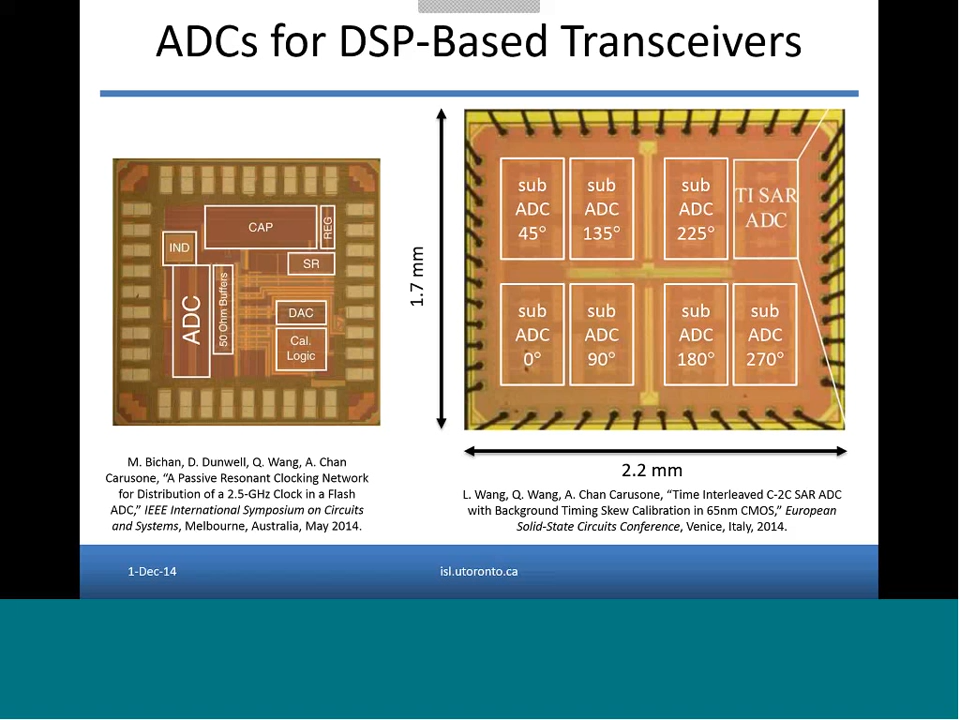 ADCs for DSP-Based Transceivers
CAP
REG
IND
SR
ADC
50 Ohm Buffers
DAC
Cal.
Logic
1.7 mm
sub
ADC
45°
sub
ADC
135°
sub
ADC
225°
TI SAR
ADC
sub
ADC
0°
sub
ADC
90°
sub
ADC
180°
sub
ADC
270°
2.2 mm
M. Bichan, D. Dunwell, Q. Wang, A. Chan
Carusone, “A Passive Resonant Clocking Network
for Distribution of a 2.5-GHz Clock in a Flash
ADC,” IEEE International Symposium on Circuits
and Systems, Melbourne, Australia, May 2014.
L. Wang, Q. Wang, A. Chan Carusone, “Time Interleaved C-2C SAR ADC
with Background Timing Skew Calibration in 65nm CMOS,” European
Solid-State Circuits Conference, Venice, Italy, 2014.
1-Dec-14
isl.utoronto.ca